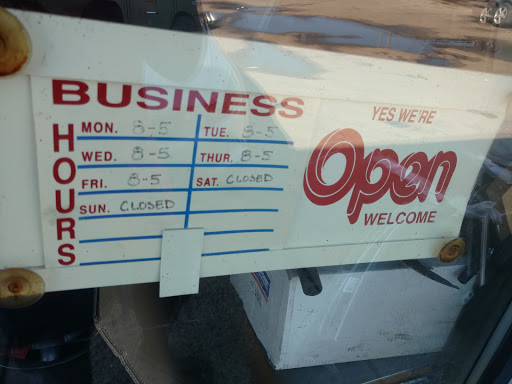 BUSINESS
HOURS
MON. 8-5 TUE. 8-5
WED. 8-5 THUR. 8-5
FRI. 8-5 SAT. CLOSED
SUN. CLOSED
YES WE'RE
Open
WELCOME